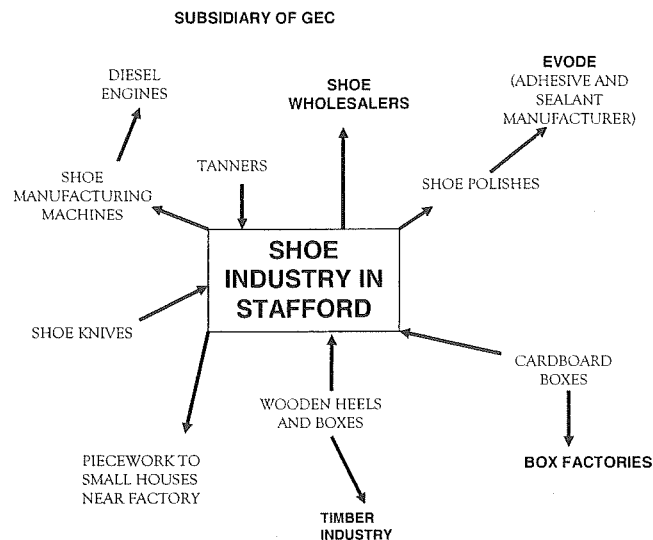 SUBSIDIARY OF GEC
DIESEL
ENGINES
SHOE
WHOLESALERS
EVODE
(ADHESIVE AND
SEALANT
MANUFACTURER)
SHOE
MANUFACTURING
MACHINES
TANNERS
SHOE POLISHES
SHOE
INDUSTRY IN
STAFFORD
SHOE KNIVES
CARDBOARD
BOXES
WOODEN HEELS
AND BOXES
PIECEWORK TO
SMALL HOUSES
NEAR FACTORY
BOX FACTORIES
TIMBER
INDUSTRY